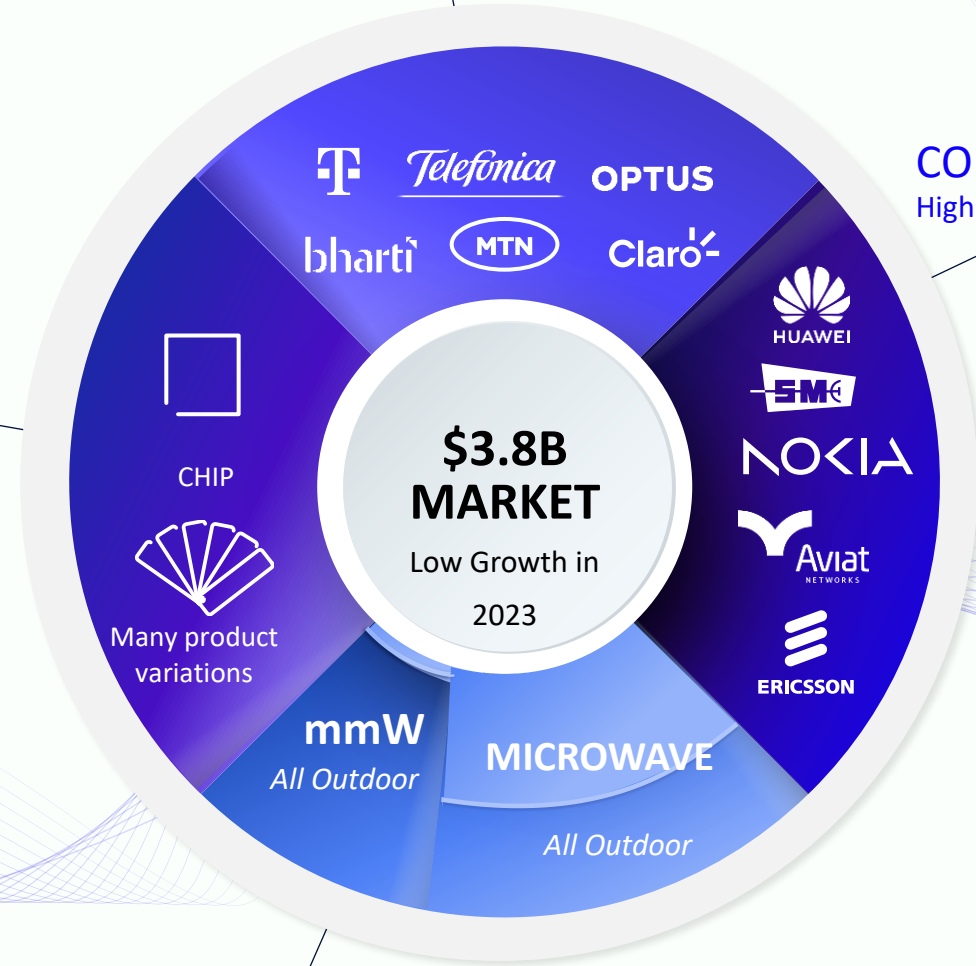 T Telefónica OPTUS
bharti MTN Claro
CO
High
HUAWEI
SM
NOKIA
Aviat
NETWORKS
ERICSSON
CHIP
Many product
variations
$3.8B
MARKET
Low Growth in
2023
mmW
All Outdoor
MICROWAVE
All Outdoor